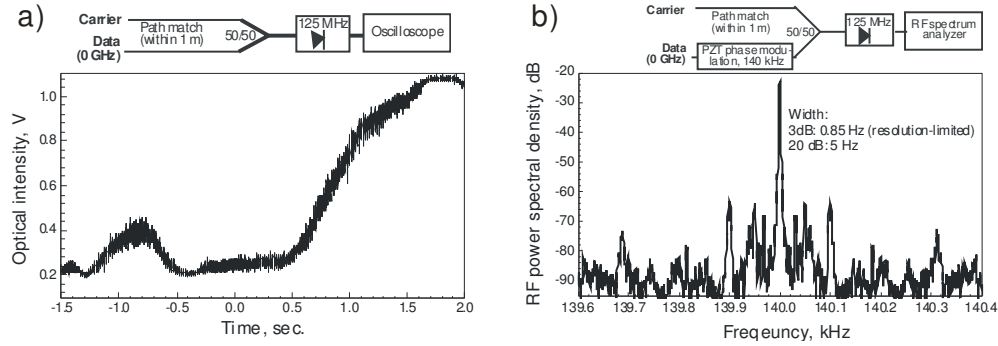 a)
Carrier
Path match
(within 1 m)
50/50
Data
(0 GHz)
125 MHz
Oscilloscope
Optical intensity, V
1.0
0.8
0.6
0.4
0.2
-1.5
-1.0
-0.5
0.0
0.5
1.0
1.5
2.0
Time, sec.
b)
Carrier
Path match
(within 1 m)
50/50
Data
(0 GHz)
PZT phase modu-
lation, 140 kHz
125 MHz
RF spectrum
analyzer
RF power spectral density, dB
-20
-30
-40
-50
-60
-70
-80
-90
Width:
3dB: 0.85 Hz (resolution-limited)
20 dB: 5 Hz
139.6
139.7
139.8
139.9
140.0
140.1
140.2
140.3
140.4
Freqeuncy, kHz